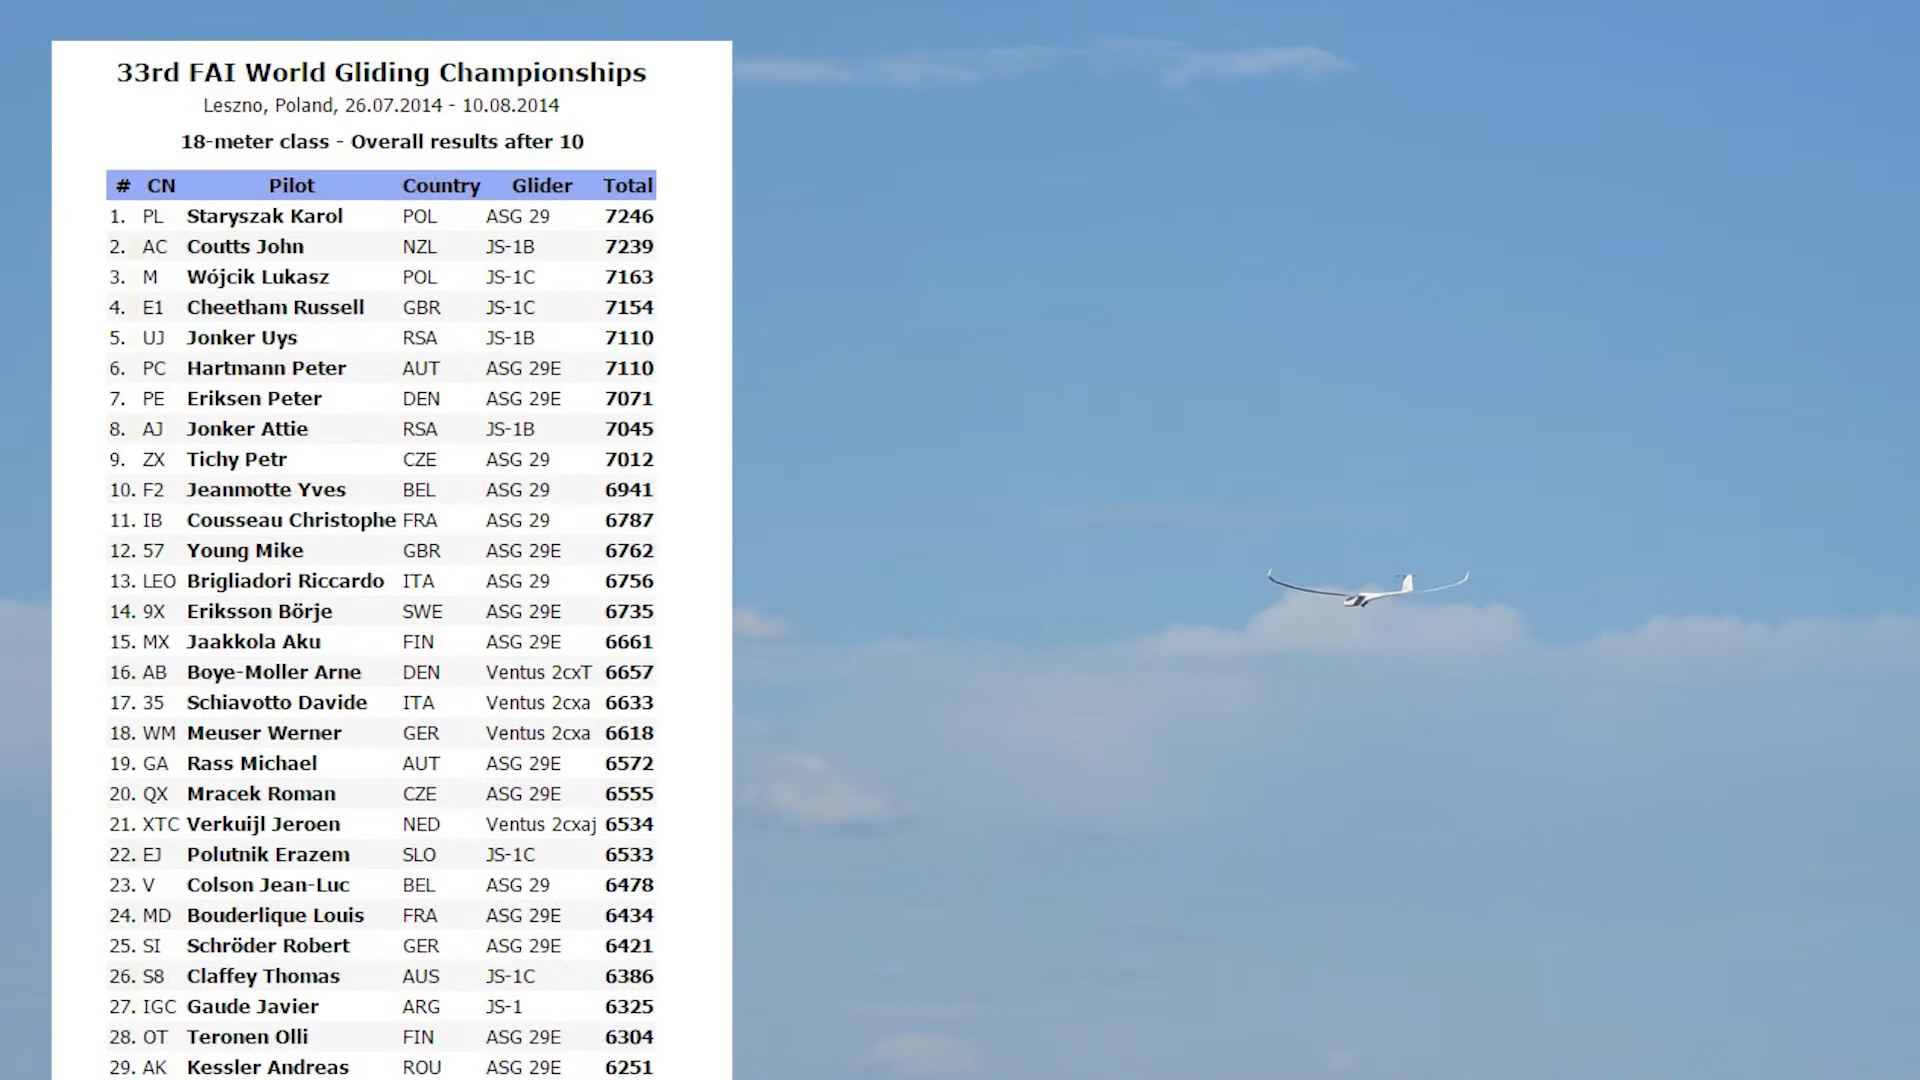 33rd FAI World Gliding Championships
Leszno, Poland, 26.07.2014 - 10.08.2014
18-meter class - Overall results after 10
# CN Pilot Country Glider Total
1. PL Staryszak Karol POL ASG 29 7246
2. AC Coutts John NZL JS-1B 7239
3. M Wójcik Lukasz POL JS-1C 7163
4. E1 Cheetham Russell GBR JS-1C 7154
5. UJ Jonker Uys RSA JS-1B 7110
6. PC Hartmann Peter AUT ASG 29E 7110
7. PE Eriksen Peter DEN ASG 29E 7071
8. AJ Jonker Attie RSA JS-1B 7045
9. ZX Tichy Petr CZE ASG 29 7012
10. F2 Jeanmotte Yves BEL ASG 29 6941
11. IB Cousseau Christophe FRA ASG 29 6787
12. 57 Young Mike GBR ASG 29E 6762
13. LEO Brigliadori Riccardo ITA ASG 29 6756
14. 9X Eriksson Börje SWE ASG 29E 6735
15. MX Jaakkola Aku FIN ASG 29E 6661
16. AB Boye-Moller Arne DEN Ventus 2cxT 6657
17. 35 Schiavotto Davide ITA Ventus 2cxa 6633
18. WM Meuser Werner GER Ventus 2cxa 6618
19. GA Rass Michael AUT ASG 29E 6572
20. QX Mracek Roman CZE ASG 29E 6555
21. XTC Verkuijl Jeroen NED Ventus 2cxaj 6534
22. EJ Polutnik Erazem SLO JS-1C 6533
23. V Colson Jean-Luc BEL ASG 29 6478
24. MD Bouderlique Louis FRA ASG 29E 6434
25. SI Schröder Robert GER ASG 29E 6421
26. S8 Claffey Thomas AUS JS-1C 6386
27. IGC Gaude Javier ARG JS-1 6325
28. OT Teronen Olli FIN ASG 29E 6304
29. AK Kessler Andreas ROU ASG 29E 6251